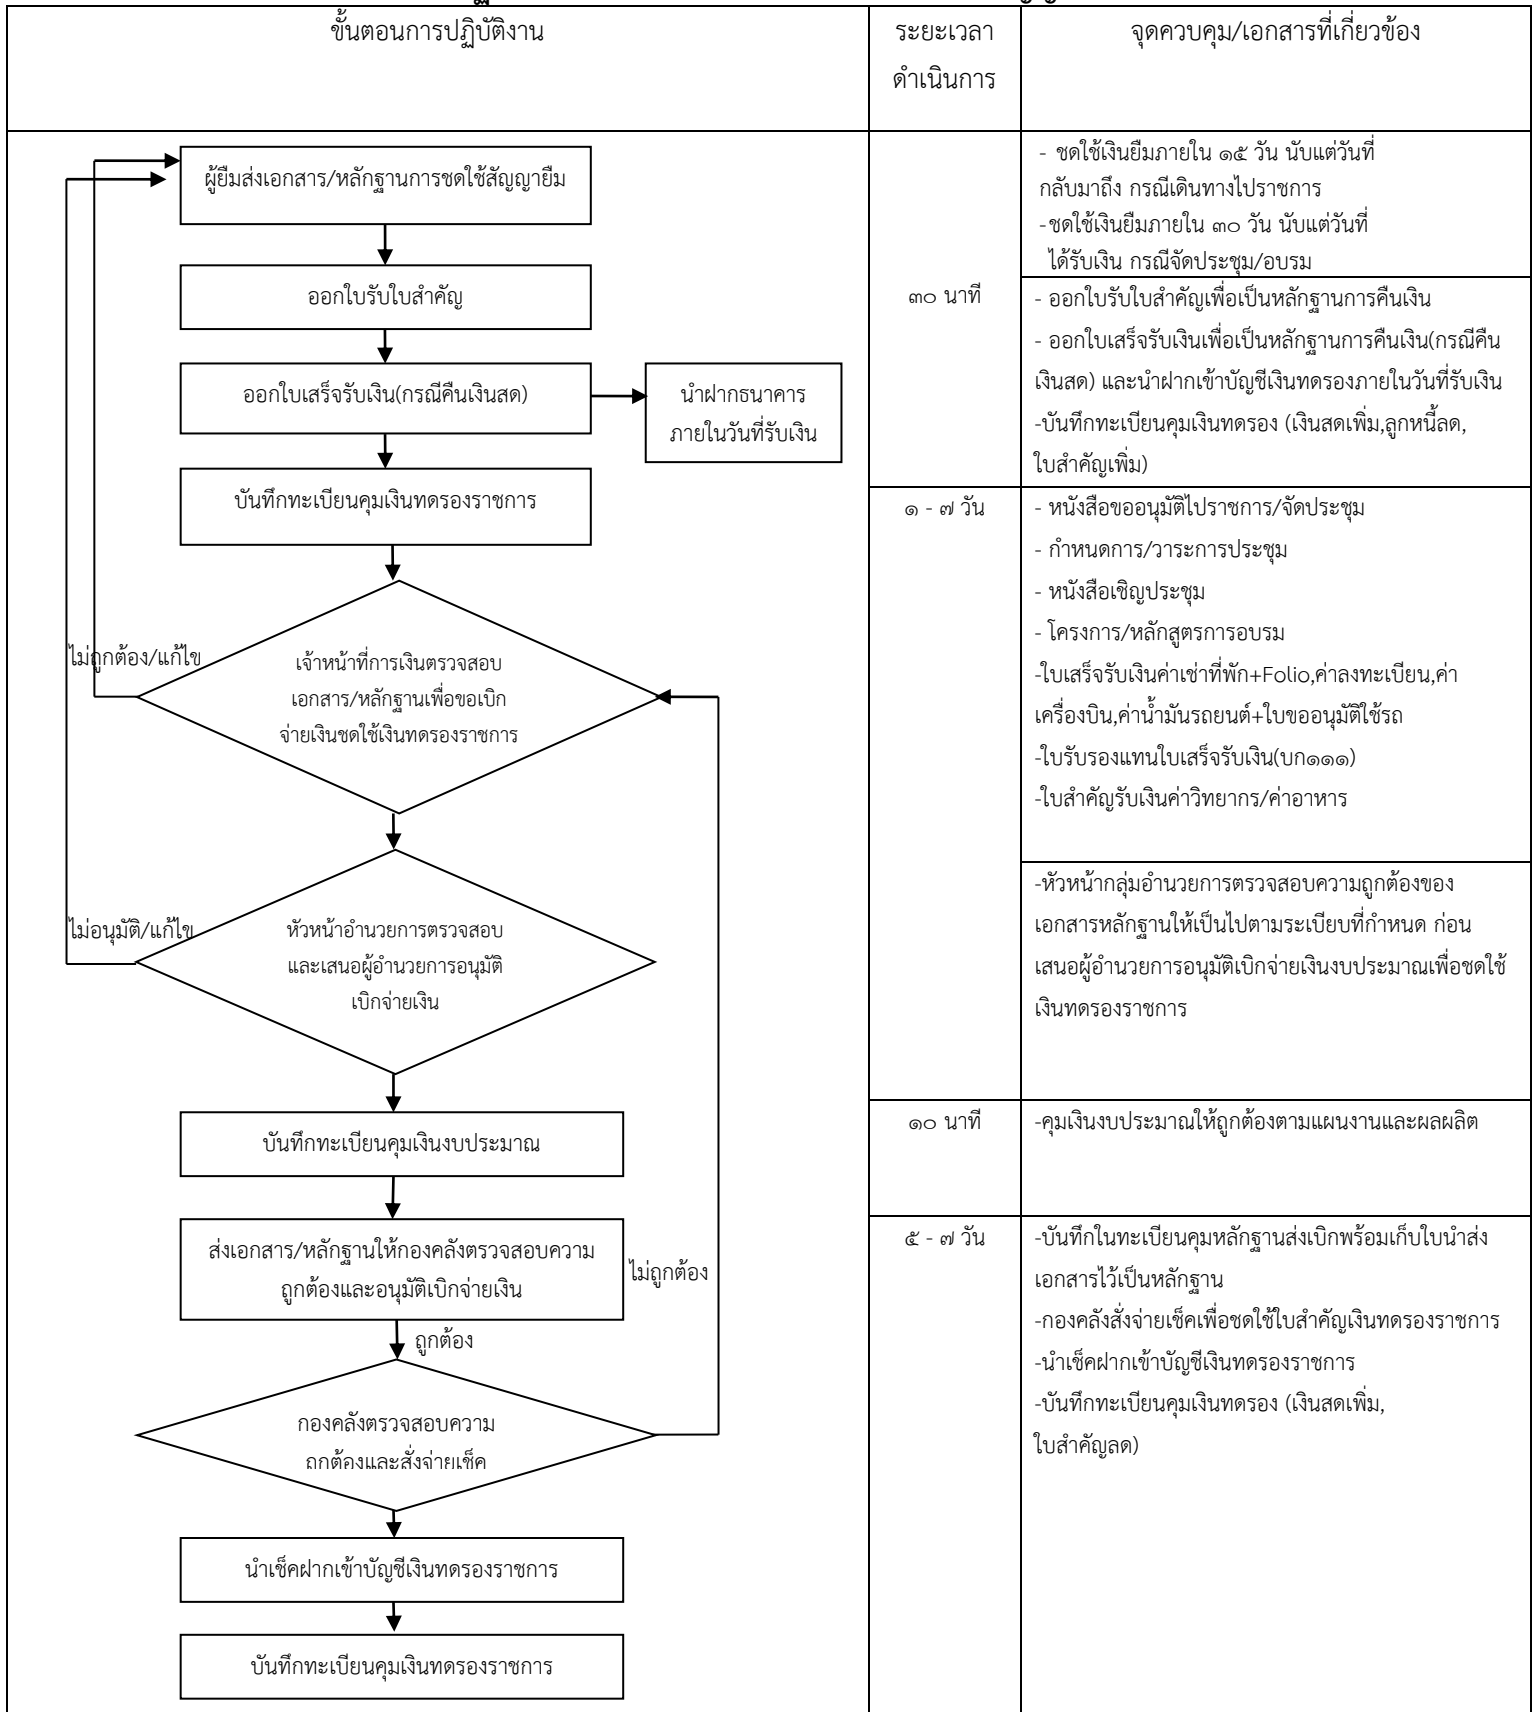 ขั้นตอนการปฏิบัติงาน
ระยะเวลา
ดำเนินการ
จุดควบคุม/เอกสารที่เกี่ยวข้อง
ผู้ยืมส่งเอกสาร/หลักฐานการชดใช้สัญญายืม
ออกใบรับใบสำคัญ
ออกใบเสร็จรับเงิน(กรณีคืนเงินสด)
นำฝากธนาคาร
ภายในวันที่รับเงิน
บันทึกทะเบียนคุมเงินทดรองราชการ
ไม่ถูกต้อง/แก้ไข
เจ้าหน้าที่การเงินตรวจสอบ
เอกสาร/หลักฐานเพื่อขอเบิก
จ่ายเงินชดใช้เงินทดรองราชการ
ไม่อนุมัติ/แก้ไข
หัวหน้าอำนวยการตรวจสอบ
และเสนอผู้อำนวยการอนุมัติ
เบิกจ่ายเงิน
บันทึกทะเบียนคุมเงินงบประมาณ
ส่งเอกสาร/หลักฐานให้กองคลังตรวจสอบความ
ถูกต้องและอนุมัติเบิกจ่ายเงิน
ไม่ถูกต้อง
ถูกต้อง
กองคลังตรวจสอบความ
ถูกต้องและสั่งจ่ายเช็ค
นำเช็คฝากเข้าบัญชีเงินทดรองราชการ
บันทึกทะเบียนคุมเงินทดรองราชการ
๓๐ นาที
- ชดใช้เงินยืมภายใน ๑๕ วัน นับแต่วันที่
กลับมาถึง กรณีเดินทางไปราชการ
-ชดใช้เงินยืมภายใน ๓๐ วัน นับแต่วันที่
ได้รับเงิน กรณีจัดประชุม/อบรม
- ออกใบรับใบสำคัญเพื่อเป็นหลักฐานการคืนเงิน
- ออกใบเสร็จรับเงินเพื่อเป็นหลักฐานการคืนเงิน(กรณีคืน
เงินสด) และนำฝากเข้าบัญชีเงินทดรองภายในวันที่รับเงิน
-บันทึกทะเบียนคุมเงินทดรอง (เงินสดเพิ่ม,ลูกหนี้ลด,
ใบสำคัญเพิ่ม)
๑ - ๗ วัน
- หนังสือขออนุมัติไปราชการ/จัดประชุม
- กำหนดการ/วาระการประชุม
- หนังสือเชิญประชุม
- โครงการ/หลักสูตรการอบรม
-ใบเสร็จรับเงินค่าเช่าที่พัก+Folio,ค่าลงทะเบียน,ค่า
เครื่องบิน,ค่าน้ำมันรถยนต์+ใบขออนุมัติใช้รถ
-ใบรับรองแทนใบเสร็จรับเงิน(บก๑๑๑)
-ใบสำคัญรับเงินค่าวิทยากร/ค่าอาหาร
-หัวหน้ากลุ่มอำนวยการตรวจสอบความถูกต้องของ
เอกสารหลักฐานให้เป็นไปตามระเบียบที่กำหนด ก่อน
เสนอผู้อำนวยการอนุมัติเบิกจ่ายเงินงบประมาณเพื่อชดใช้
เงินทดรองราชการ
๑๐ นาที
-คุมเงินงบประมาณให้ถูกต้องตามแผนงานและผลผลิต
๕ - ๗ วัน
-บันทึกในทะเบียนคุมหลักฐานส่งเบิกพร้อมเก็บใบนำส่ง
เอกสารไว้เป็นหลักฐาน
-กองคลังสั่งจ่ายเช็คเพื่อชดใช้ใบสำคัญเงินทดรองราชการ
-นำเช็คฝากเข้าบัญชีเงินทดรองราชการ
-บันทึกทะเบียนคุมเงินทดรอง (เงินสดเพิ่ม,
ใบสำคัญลด)